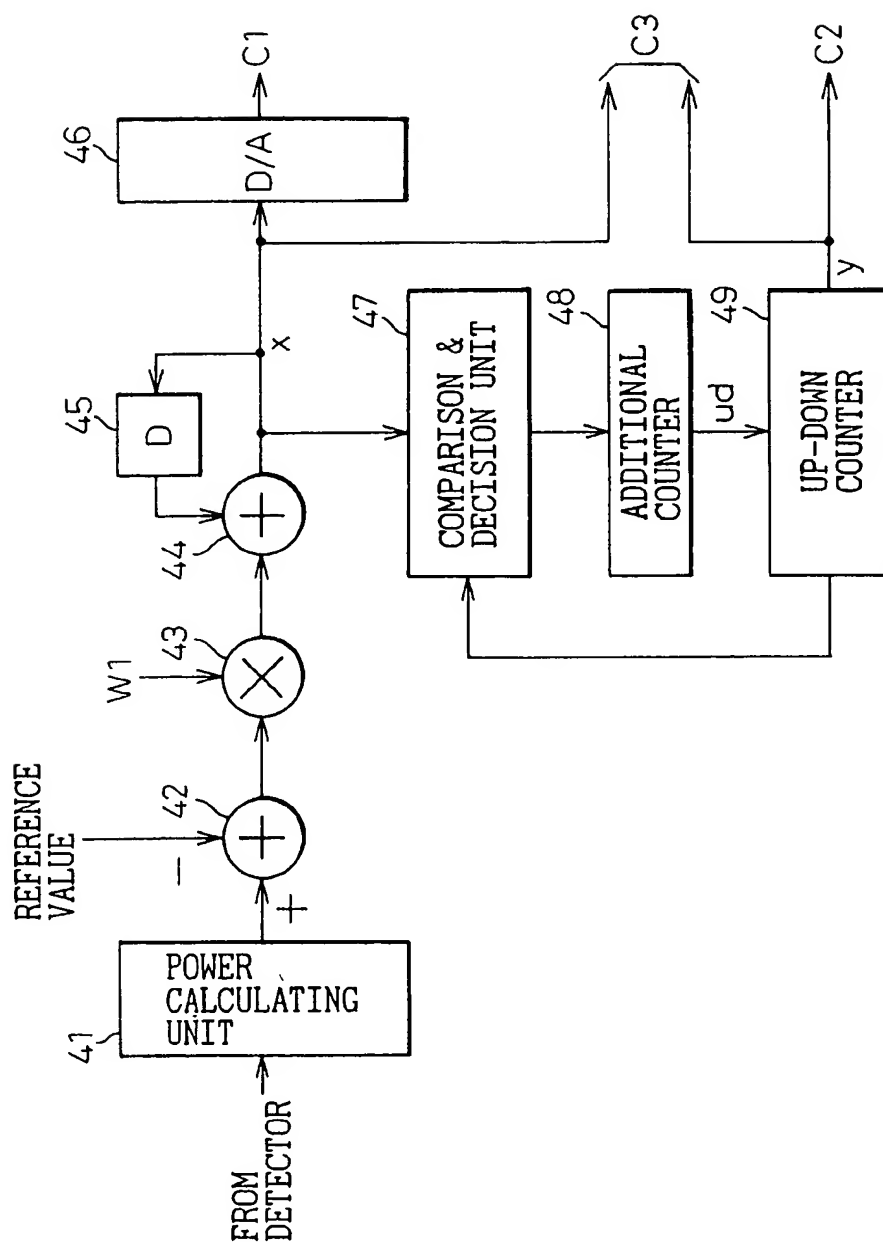 FROM
DETECTOR
41
POWER
CALCULATING
UNIT
REFERENCE
VALUE
−
+
42
+
W1
43
×
44
+
45
D
x
46
D/A
C1
47
COMPARISON &
DECISION UNIT
48
ADDITIONAL
COUNTER
ud
49
UP-DOWN
COUNTER
y
C3
C2